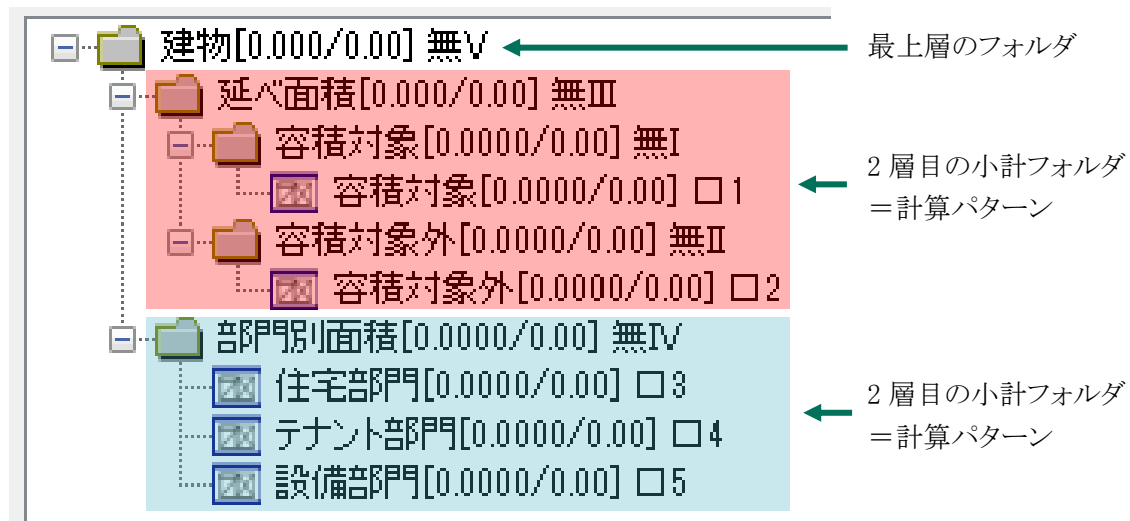 建物[0.000/0.00] 無Ⅴ
最上層のフォルダ
延べ面積[0.000/0.00] 無Ⅲ
容積対象[0.0000/0.00] 無Ⅰ
容積対象[0.0000/0.00] 口1
容積対象外[0.0000/0.00] 無Ⅱ
容積対象外[0.0000/0.00] 口2
2 層目の小計フォルダ
＝計算パターン
部門別面積[0.0000/0.00] 無Ⅳ
住宅部門[0.0000/0.00] 口3
テナント部門[0.0000/0.00] 口4
設備部門[0.0000/0.00] 口5
2 層目の小計フォルダ
＝計算パターン